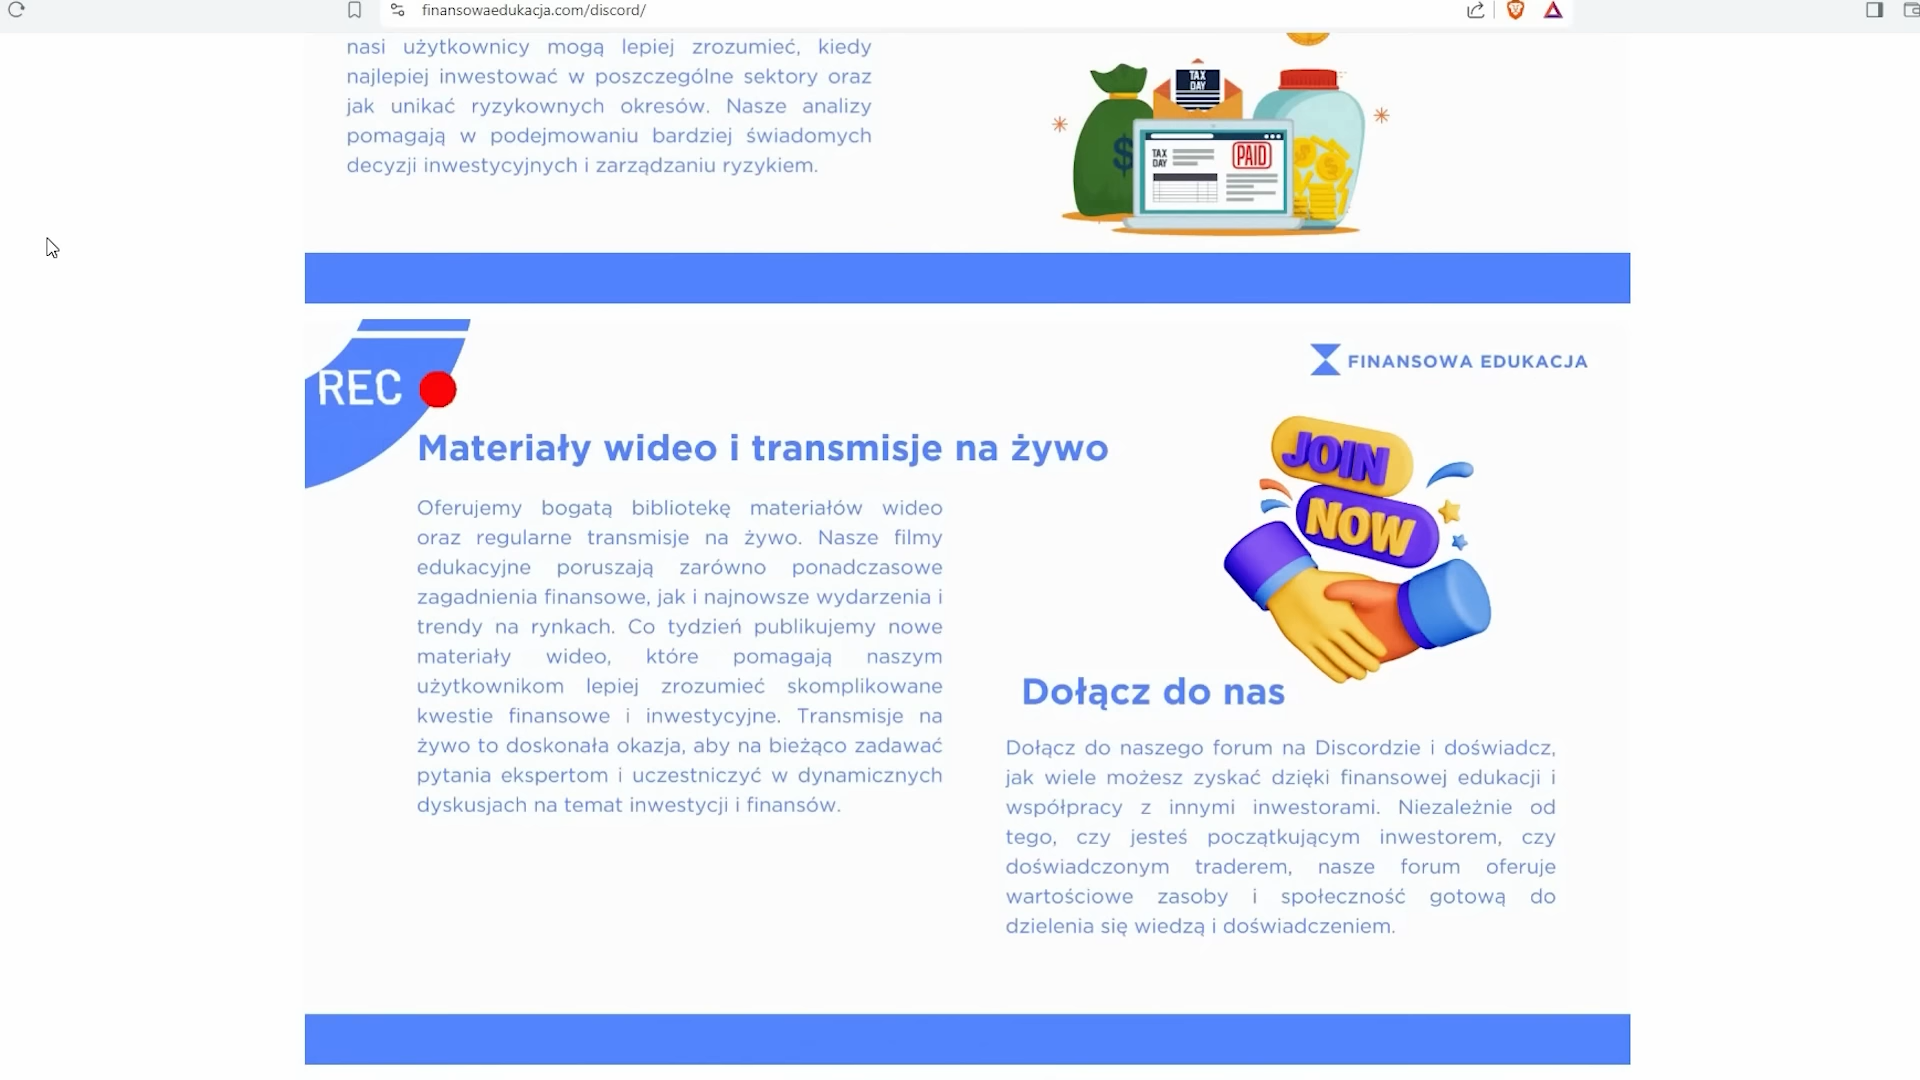 finansowaedukacja.com/discord/
nasi użytkownicy mogą lepiej zrozumieć, kiedy
najlepiej inwestować w poszczególne sektory oraz
jak unikać ryzykownych okresów. Nasze analizy
pomagają w podejmowaniu bardziej świadomych
decyzji inwestycyjnych i zarządzaniu ryzykiem.
TAX
DAY
TAX
DAY
PAID
$
REC
FINANSOWA EDUKACJA
Materiały wideo i transmisje na żywo
Oferujemy bogatą bibliotekę materiałów wideo
oraz regularne transmisje na żywo. Nasze filmy
edukacyjne poruszają zarówno ponadczasowe
zagadnienia finansowe, jak i najnowsze wydarzenia i
trendy na rynkach. Co tydzień publikujemy nowe
materiały wideo, które pomagają naszym
użytkownikom lepiej zrozumieć skomplikowane
kwestie finansowe i inwestycyjne. Transmisje na
żywo to doskonała okazja, aby na bieżąco zadawać
pytania ekspertom i uczestniczyć w dynamicznych
dyskusjach na temat inwestycji i finansów.
JOIN
NOW
Dołącz do nas
Dołącz do naszego forum na Discordzie i doświadcz,
jak wiele możesz zyskać dzięki finansowej edukacji i
współpracy z innymi inwestorami. Niezależnie od
tego, czy jesteś początkującym inwestorem, czy
doświadczonym traderem, nasze forum oferuje
wartościowe zasoby i społeczność gotową do
dzielenia się wiedzą i doświadczeniem.